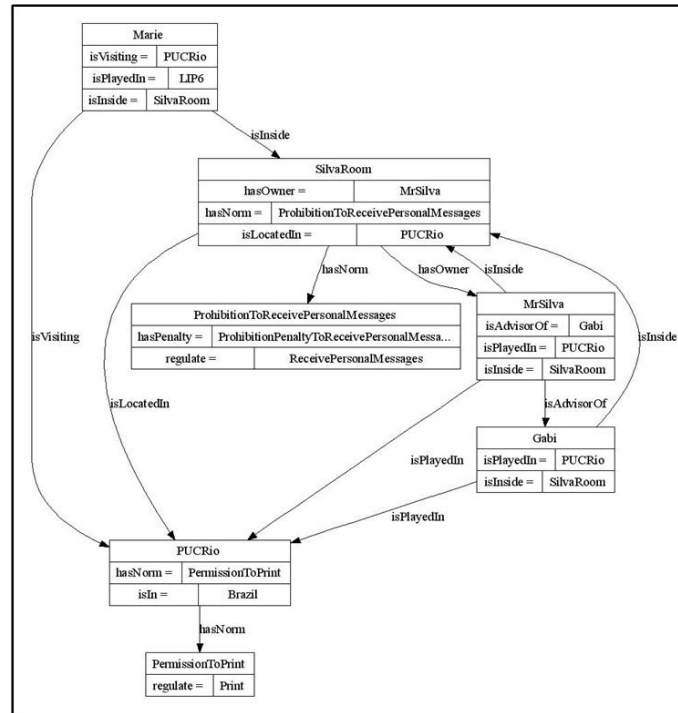 Marie
isVisiting = PUCRio
isPlayedIn = LIP6
isInside = SilvaRoom
isInside
SilvaRoom
hasOwner = MrSilva
hasNorm = ProhibitionToReceivePersonalMessages
isLocatedIn = PUCRio
hasNorm
hasOwner
isInside
ProhibitionToReceivePersonalMessages
hasPenalty = ProhibitionPenaltyToReceivePersonalMessa...
regulate = ReceivePersonalMessages
MrSilva
isAdvisorOf = Gabi
isPlayedIn = PUCRio
isInside = SilvaRoom
isVisiting
isInside
isLocatedIn
isAdvisorOf
Gabi
isPlayedIn = PUCRio
isInside = SilvaRoom
isPlayedIn
isPlayedIn
PUCRio
hasNorm = PermissionToPrint
isIn = Brazil
hasNorm
PermissionToPrint
regulate = Print